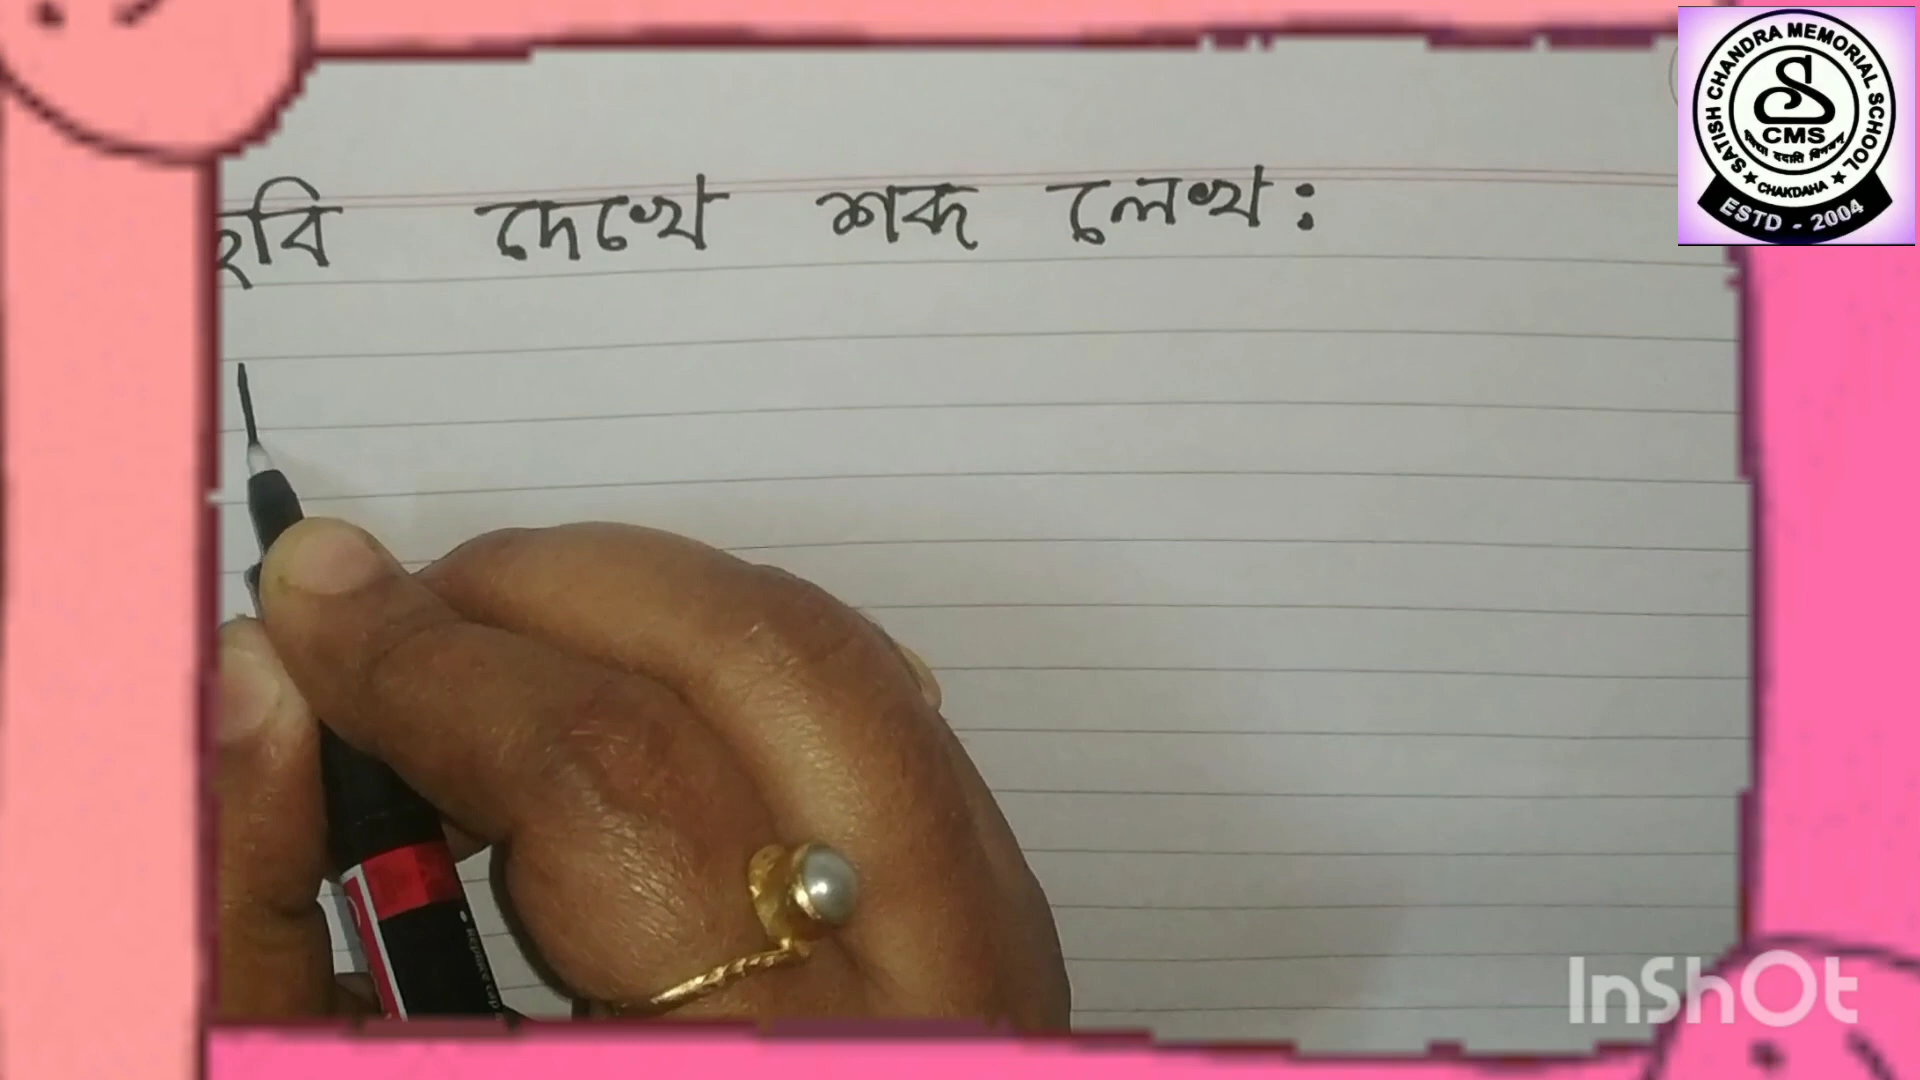 ছবি দেখে শব্দ লেখ:
SATISH CHANDRA MEMORIAL SCHOOL
S
CMS
★ CHAKDAHA ★
ESTD - 2004
InShOt